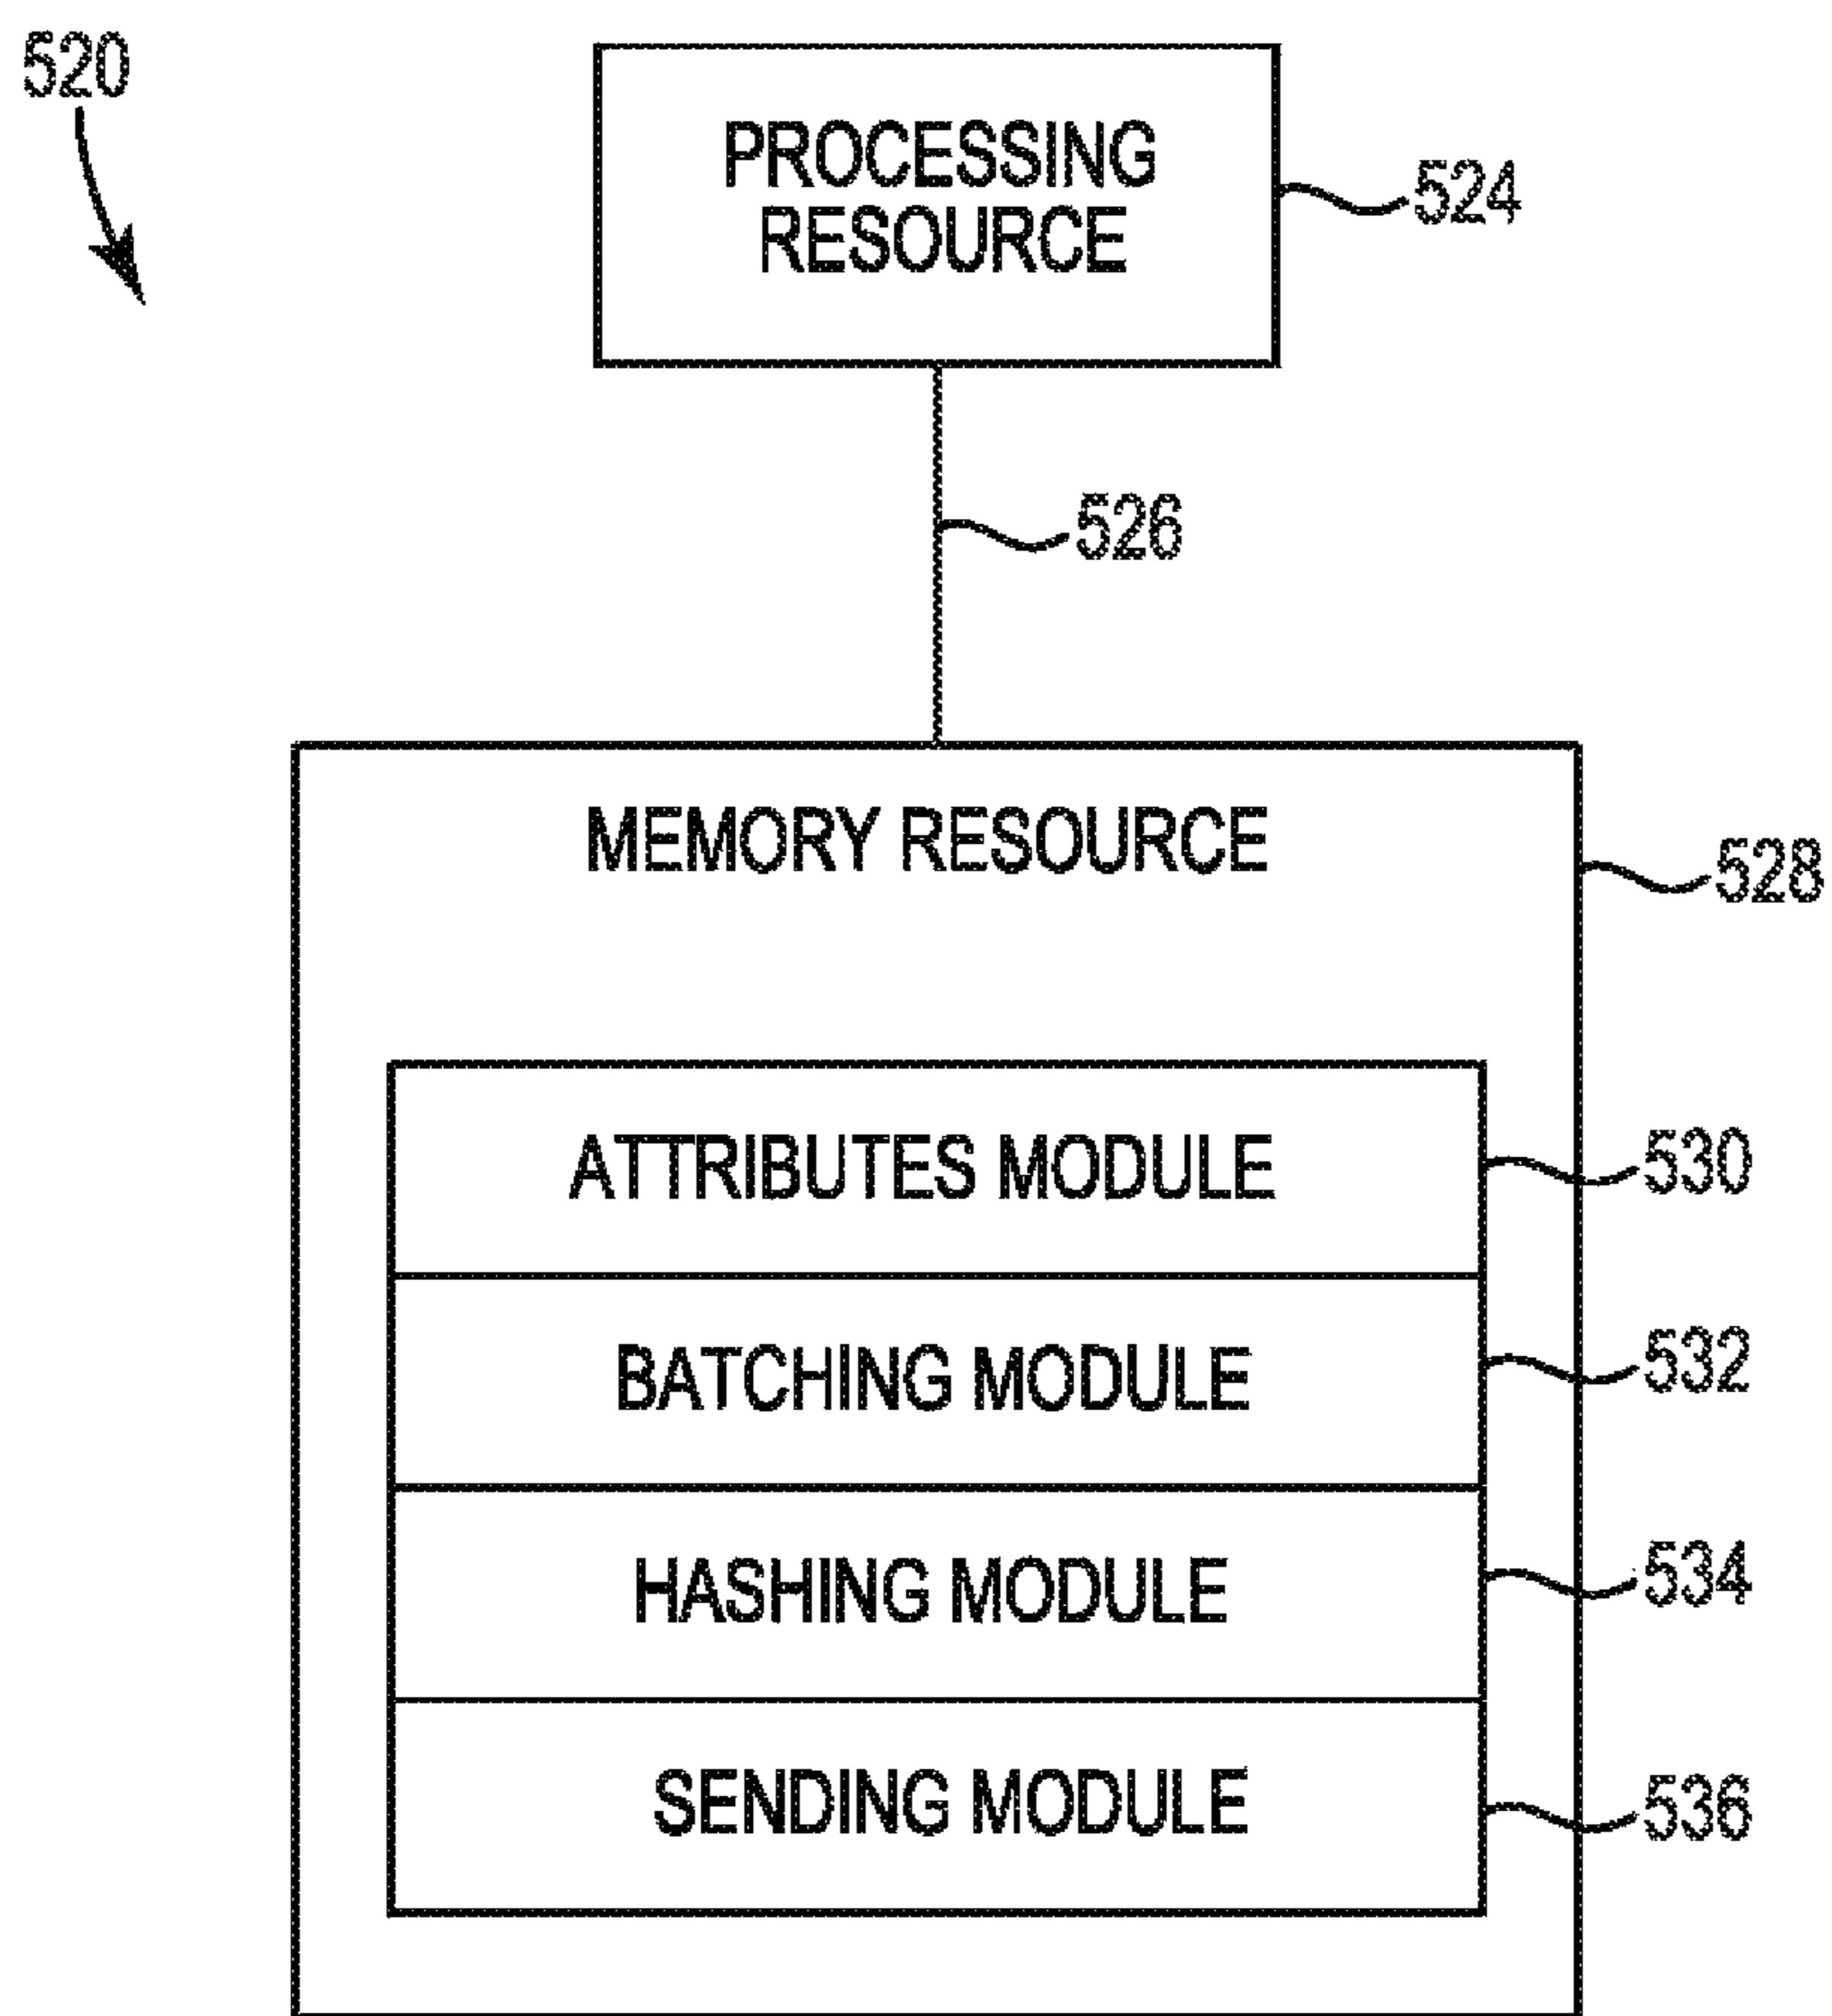 520
PROCESSING
RESOURCE
524
526
MEMORY RESOURCE
528
ATTRIBUTES MODULE
530
BATCHING MODULE
532
HASHING MODULE
534
SENDING MODULE
536